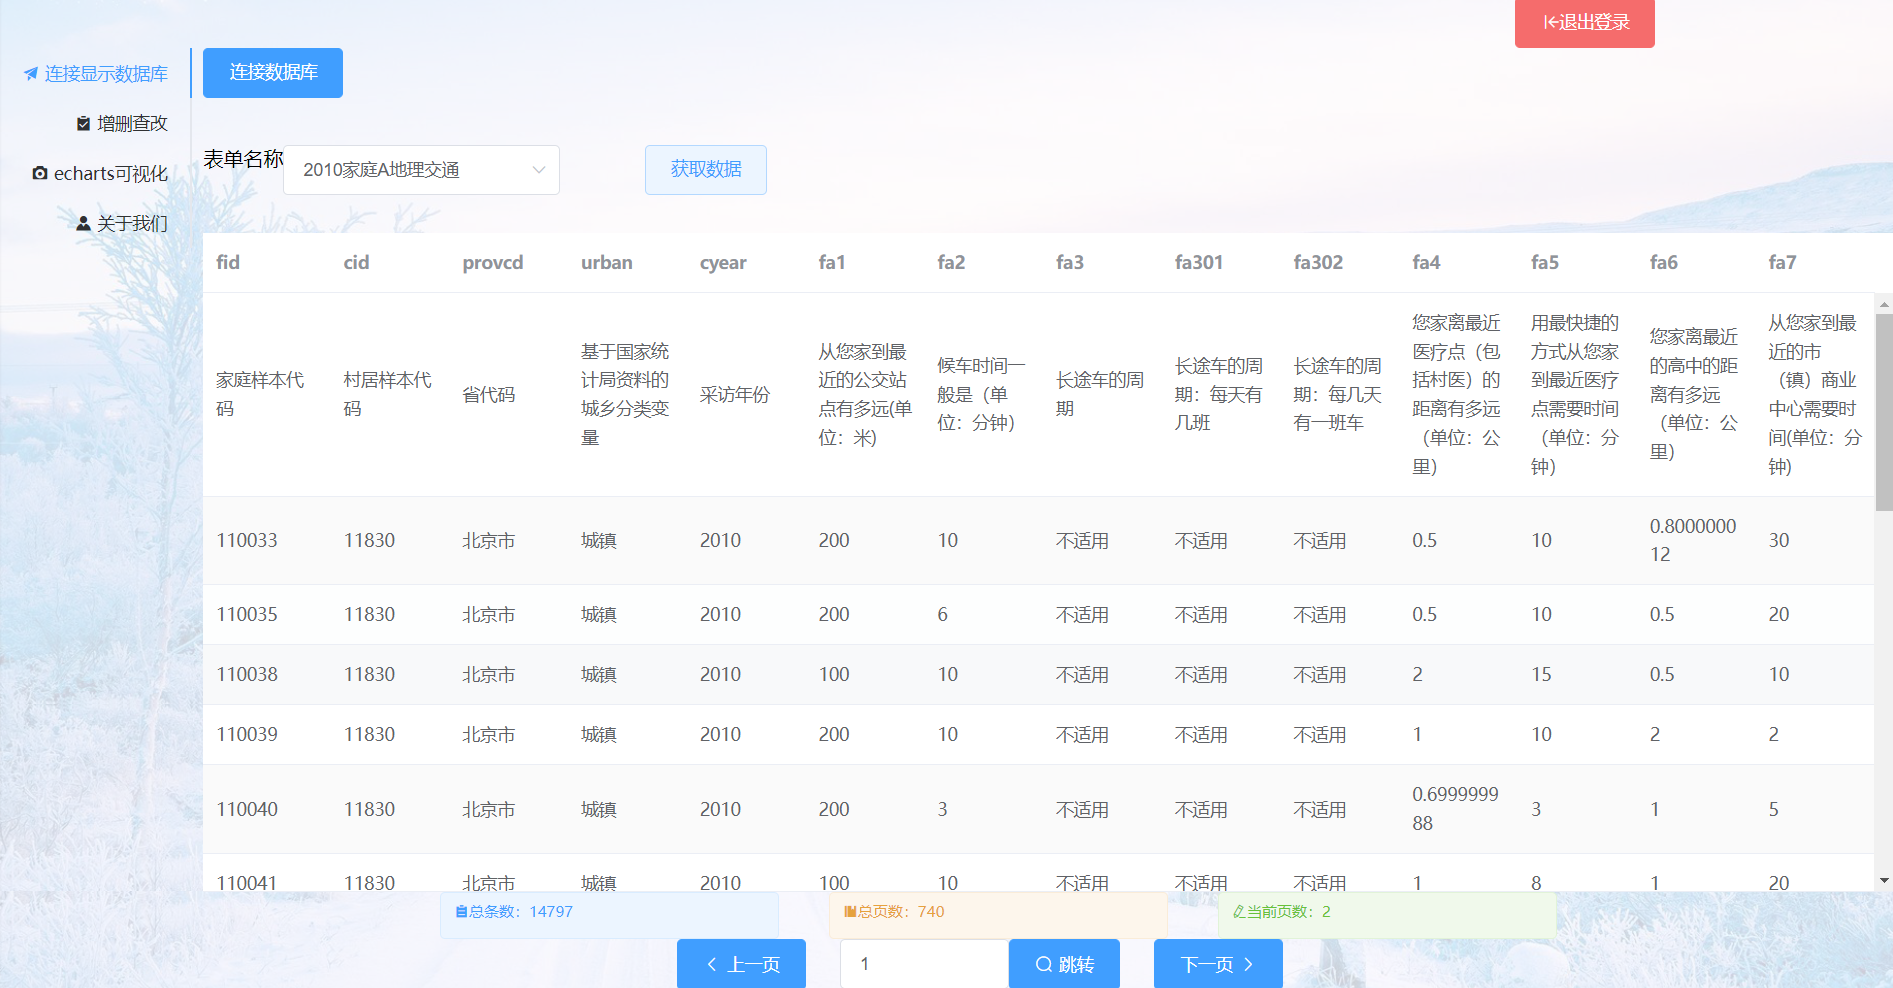 退出登录
连接显示数据库
增删查改
echarts可视化
关于我们
连接数据库
表单名称 2010家庭A地理交通 获取数据
fid cid provcd urban cyear fa1 fa2 fa3 fa301 fa302 fa4 fa5 fa6 fa7
家庭样本代
码
村居样本代
码
省代码
基于国家统
计局资料的
城乡分类变
量
采访年份
从您家到最
近的公交站
点有多远(单
位：米)
候车时间一
般是（单
位：分钟）
长途车的周
期
长途车的周
期：每天有
几班
长途车的周
期：每几天
有一班车
您家离最近
医疗点（包
括村医）的
距离有多远
（单位：公
里）
用最快捷的
方式从您家
到最近医疗
点需要时间
（单位：分
钟）
您家离最近
的高中的距
离有多远
（单位：公
里）
从您家到最
近的市
（镇）商业
中心需要时
间(单位：分
钟)
110033 11830 北京市 城镇 2010 200 10 不适用 不适用 不适用 0.5 10 0.8000000
12 30
110035 11830 北京市 城镇 2010 200 6 不适用 不适用 不适用 0.5 10 0.5 20
110038 11830 北京市 城镇 2010 100 10 不适用 不适用 不适用 2 15 0.5 10
110039 11830 北京市 城镇 2010 200 10 不适用 不适用 不适用 1 10 2 2
110040 11830 北京市 城镇 2010 200 3 不适用 不适用 不适用 0.6999999
88 3 1 5
110041 11830 北京市 城镇 2010 100 10 不适用 不适用 不适用 1 8 1 20
总条数：14797 总页数：740 当前页数：2
上一页 1 跳转 下一页